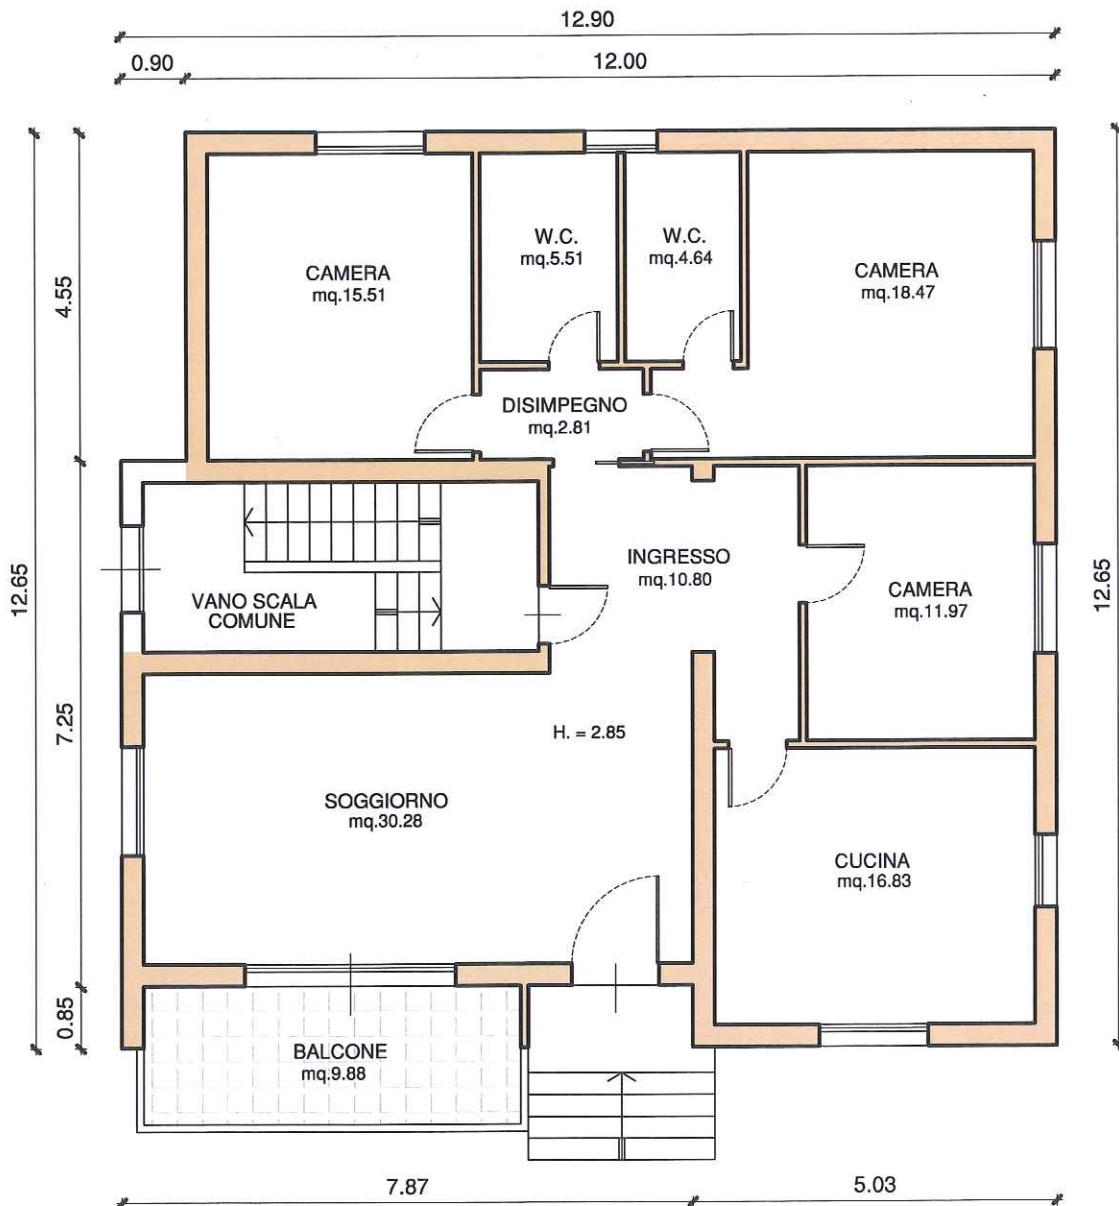 12.90
0.90
12.00
4.55
12.65
7.25
0.85
12.65
CAMERA
mq.15.51
W.C.
mq.5.51
W.C.
mq.4.64
CAMERA
mq.18.47
DISIMPEGNO
mq.2.81
VANO SCALA
COMUNE
INGRESSO
mq.10.80
CAMERA
mq.11.97
H. = 2.85
SOGGIORNO
mq.30.28
CUCINA
mq.16.83
BALCONE
mq.9.88
7.87
5.03